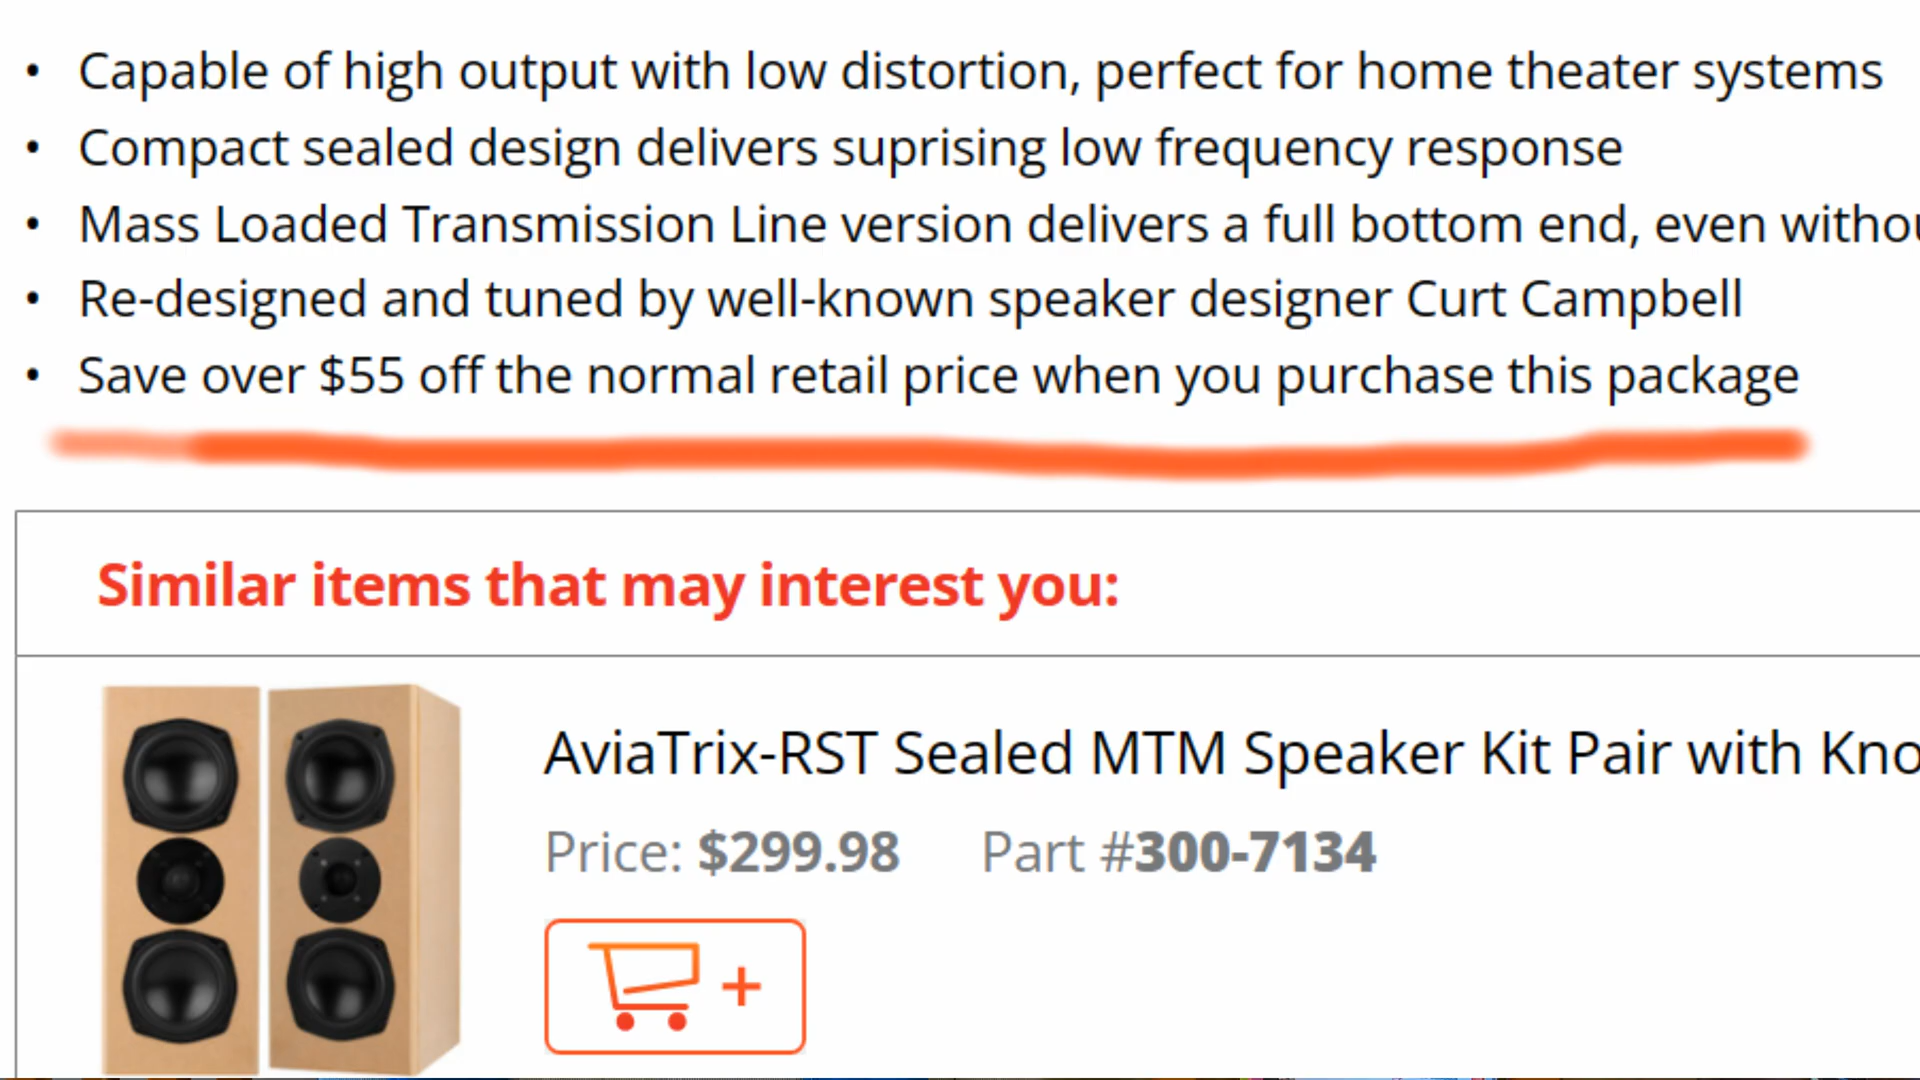 • Capable of high output with low distortion, perfect for home theater systems
• Compact sealed design delivers suprising low frequency response
• Mass Loaded Transmission Line version delivers a full bottom end, even withou
• Re-designed and tuned by well-known speaker designer Curt Campbell
• Save over $55 off the normal retail price when you purchase this package
Similar items that may interest you:
AviaTrix-RST Sealed MTM Speaker Kit Pair with Kno
Price: $299.98 Part #300-7134
+